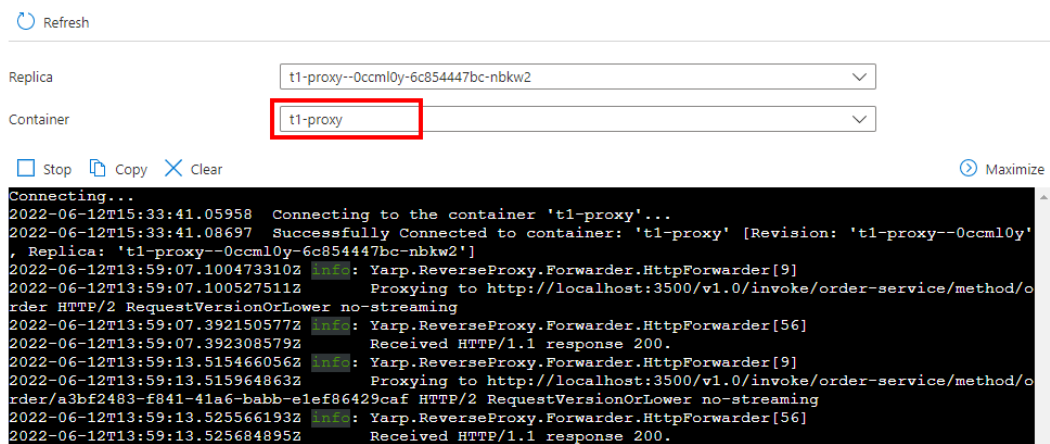 Refresh
Replica t1-proxy--0ccml0y-6c854447bc-nbkw2
Container t1-proxy
Stop Copy Clear Maximize
Connecting...
2022-06-12T15:33:41.05958  Connecting to the container 't1-proxy'...
2022-06-12T15:33:41.08697  Successfully Connected to container: 't1-proxy' [Revision: 't1-proxy--0ccml0y'
, Replica: 't1-proxy--0ccml0y-6c854447bc-nbkw2']
2022-06-12T13:59:07.100473310Z info: Yarp.ReverseProxy.Forwarder.HttpForwarder[9]
2022-06-12T13:59:07.100527511Z       Proxying to http://localhost:3500/v1.0/invoke/order-service/method/o
rder HTTP/2 RequestVersionOrLower no-streaming
2022-06-12T13:59:07.392150577Z info: Yarp.ReverseProxy.Forwarder.HttpForwarder[56]
2022-06-12T13:59:07.392308579Z       Received HTTP/1.1 response 200.
2022-06-12T13:59:13.515466056Z info: Yarp.ReverseProxy.Forwarder.HttpForwarder[9]
2022-06-12T13:59:13.515964863Z       Proxying to http://localhost:3500/v1.0/invoke/order-service/method/o
rder/a3bf2483-f841-41a6-babb-e1ef86429caf HTTP/2 RequestVersionOrLower no-streaming
2022-06-12T13:59:13.525566193Z info: Yarp.ReverseProxy.Forwarder.HttpForwarder[56]
2022-06-12T13:59:13.525684895Z       Received HTTP/1.1 response 200.